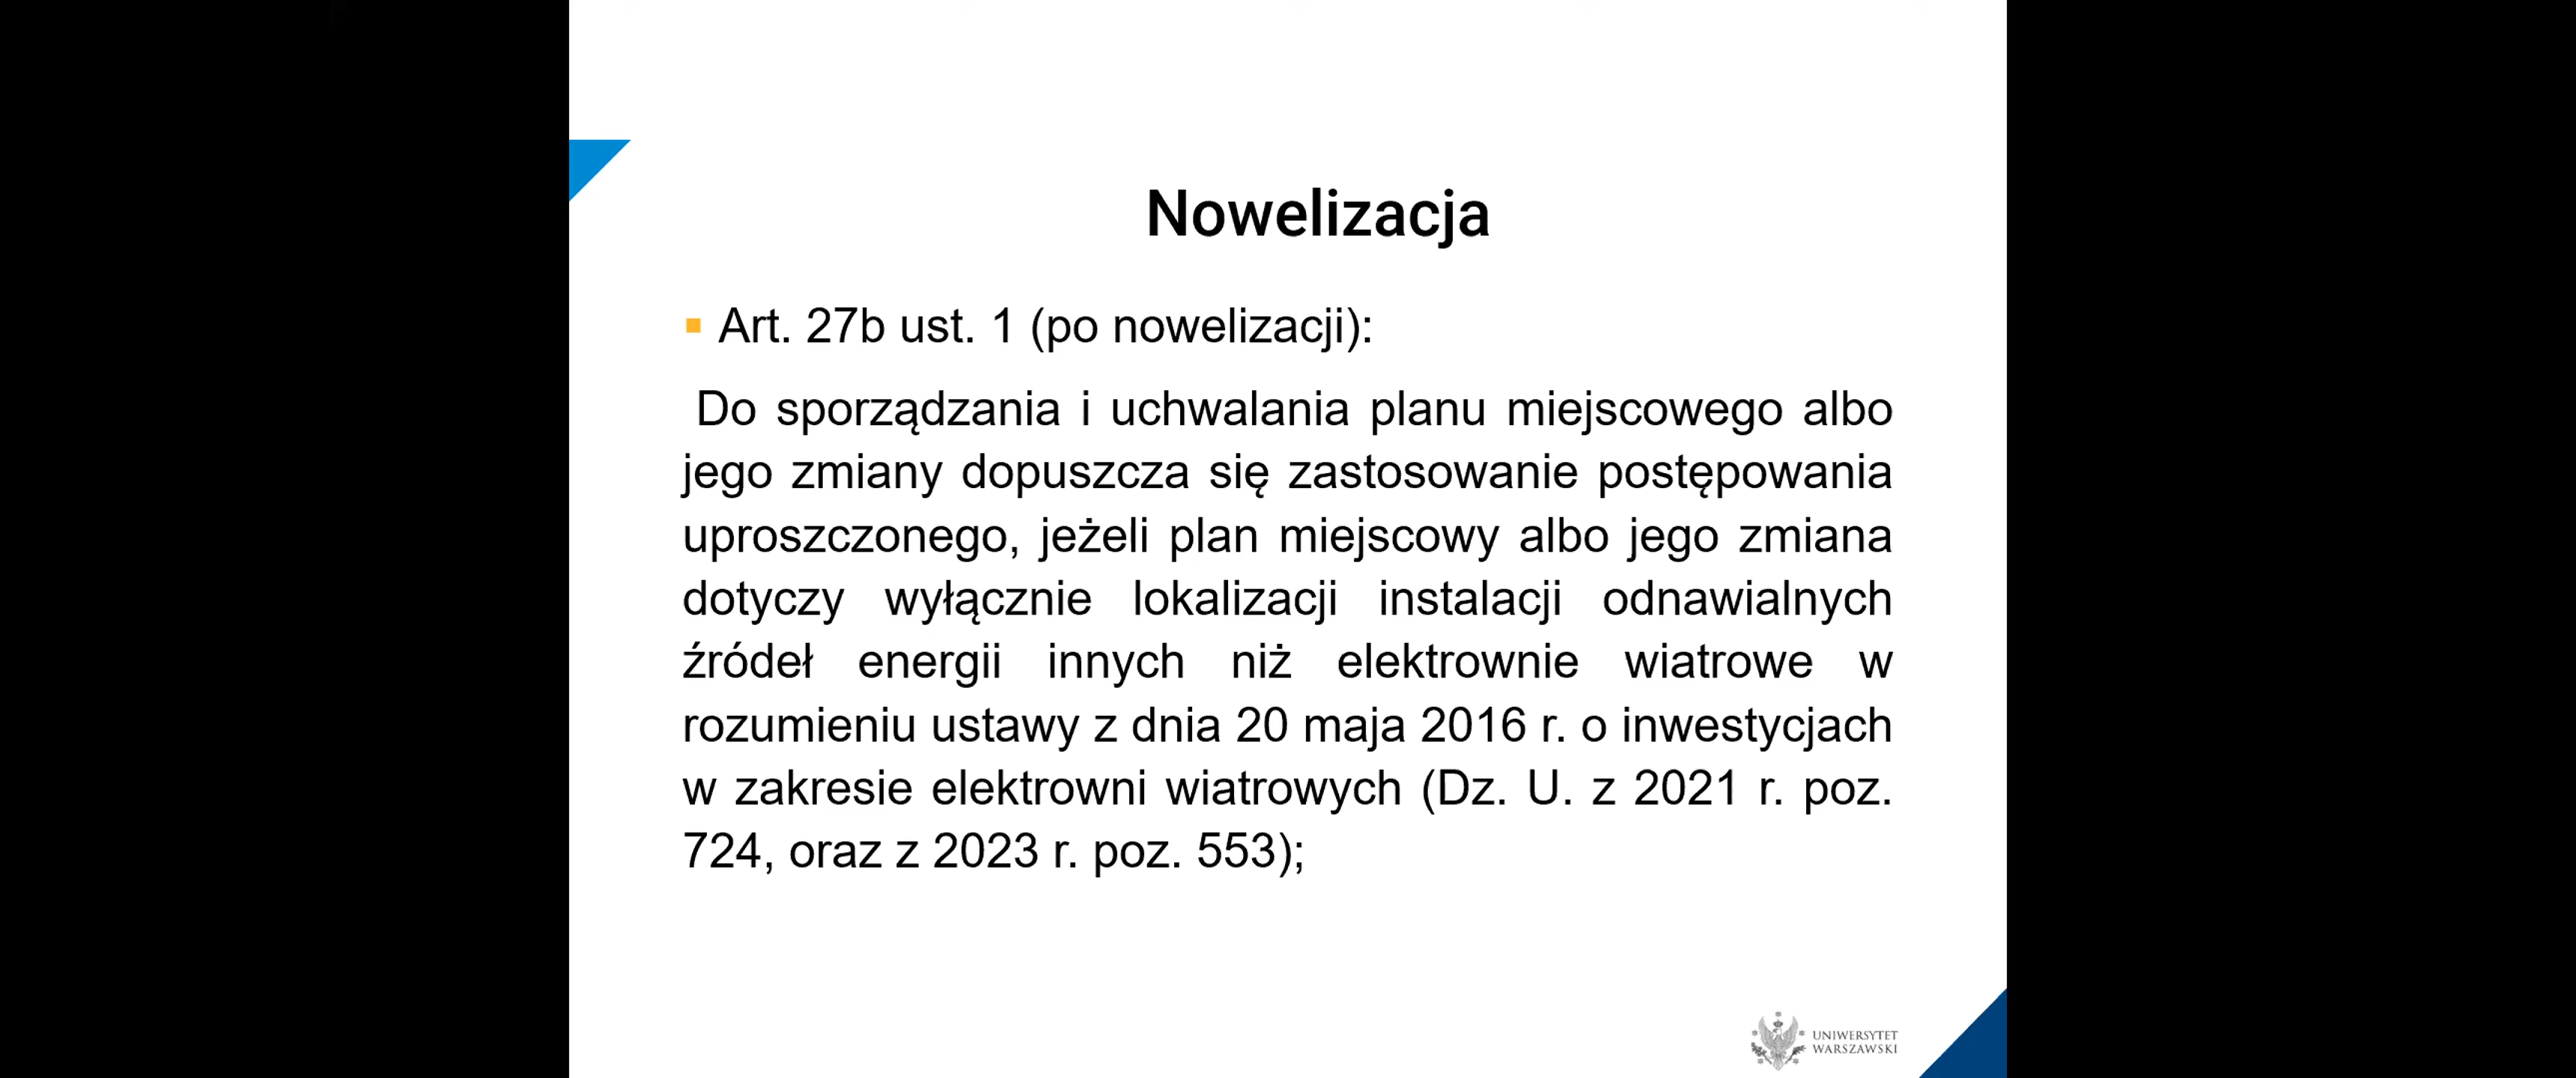 Nowelizacja
Art. 27b ust. 1 (po nowelizacji):
Do sporządzania i uchwalania planu miejscowego albo
jego zmiany dopuszcza się zastosowanie postępowania
uproszczonego, jeżeli plan miejscowy albo jego zmiana
dotyczy wyłącznie lokalizacji instalacji odnawialnych
źródeł energii innych niż elektrownie wiatrowe w
rozumieniu ustawy z dnia 20 maja 2016 r. o inwestycjach
w zakresie elektrowni wiatrowych (Dz. U. z 2021 r. poz.
724, oraz z 2023 r. poz. 553);
UNIWERSYTET
WARSZAWSKI